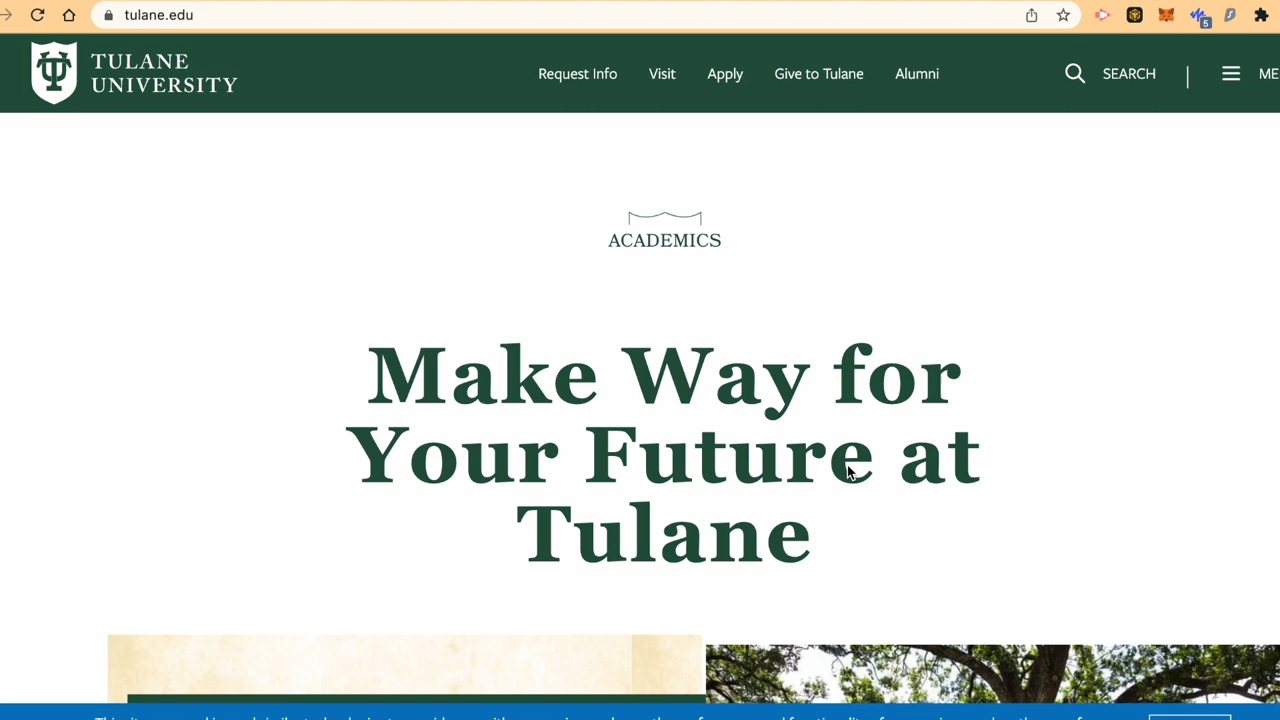 tulane.edu
5
TULANE
UNIVERSITY
Request Info Visit Apply Give to Tulane Alumni SEARCH ME
ACADEMICS
Make Way for
Your Future at
Tulane